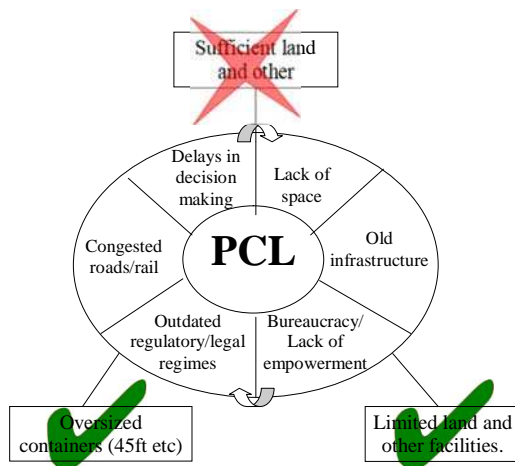 Sufficient land
and other
Delays in
decision
making
Lack of
space
Congested
roads/rail
PCL
Old
infrastructure
Outdated
regulatory/legal
regimes
Bureaucracy/
Lack of
empowerment
Oversized
containers (45ft etc)
Limited land and
other facilities.